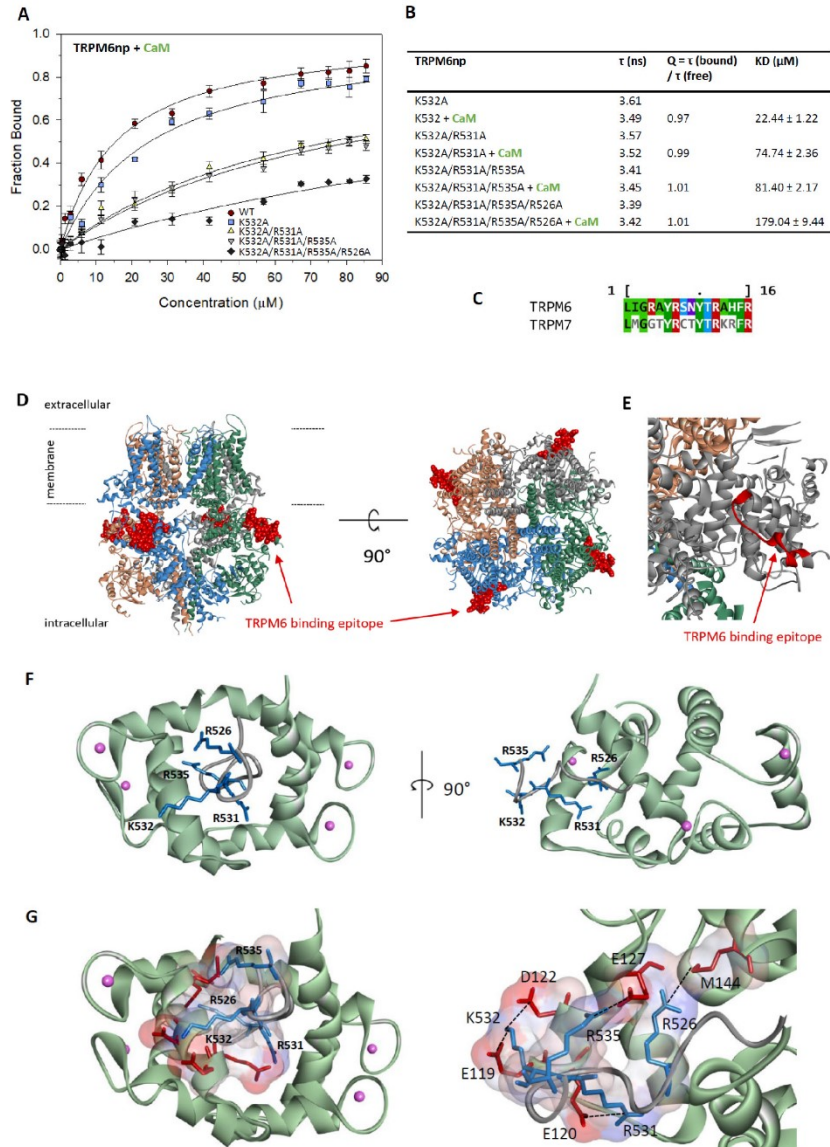 A
TRPM6np + CaM
Fraction Bound
1.0
0.8
0.6
0.4
0.2
0.0
0 10 20 30 40 50 60 70 80 90
Concentration (µM)
WT
K532A
K532A/R531A
K532A/R531A/R535A
K532A/R531A/R535A/R526A
B
TRPM6np τ (ns) Q = τ (bound) / τ (free) KD (µM)
K532A 3.61
K532 + CaM 3.49 0.97 22.44 ± 1.22
K532A/R531A 3.57
K532A/R531A + CaM 3.52 0.99 74.74 ± 2.36
K532A/R531A/R535A 3.41
K532A/R531A/R535A + CaM 3.45 1.01 81.40 ± 2.17
K532A/R531A/R535A/R526A 3.39
K532A/R531A/R535A/R526A + CaM 3.42 1.01 179.04 ± 9.44
C
1 [ . ] 16
TRPM6 LIGRAYRSNYTRAHFR
TRPM7 LMGGTYRCTYTRKRFR
D
extracellular
membrane
intracellular
90°
TRPM6 binding epitope
E
TRPM6 binding epitope
F
R526
R535
K532
R531
90°
R535
R526
K532
R531
G
R535
R526
K532
R531
E127
D122
M144
K532
R535
R526
E119
E120
R531